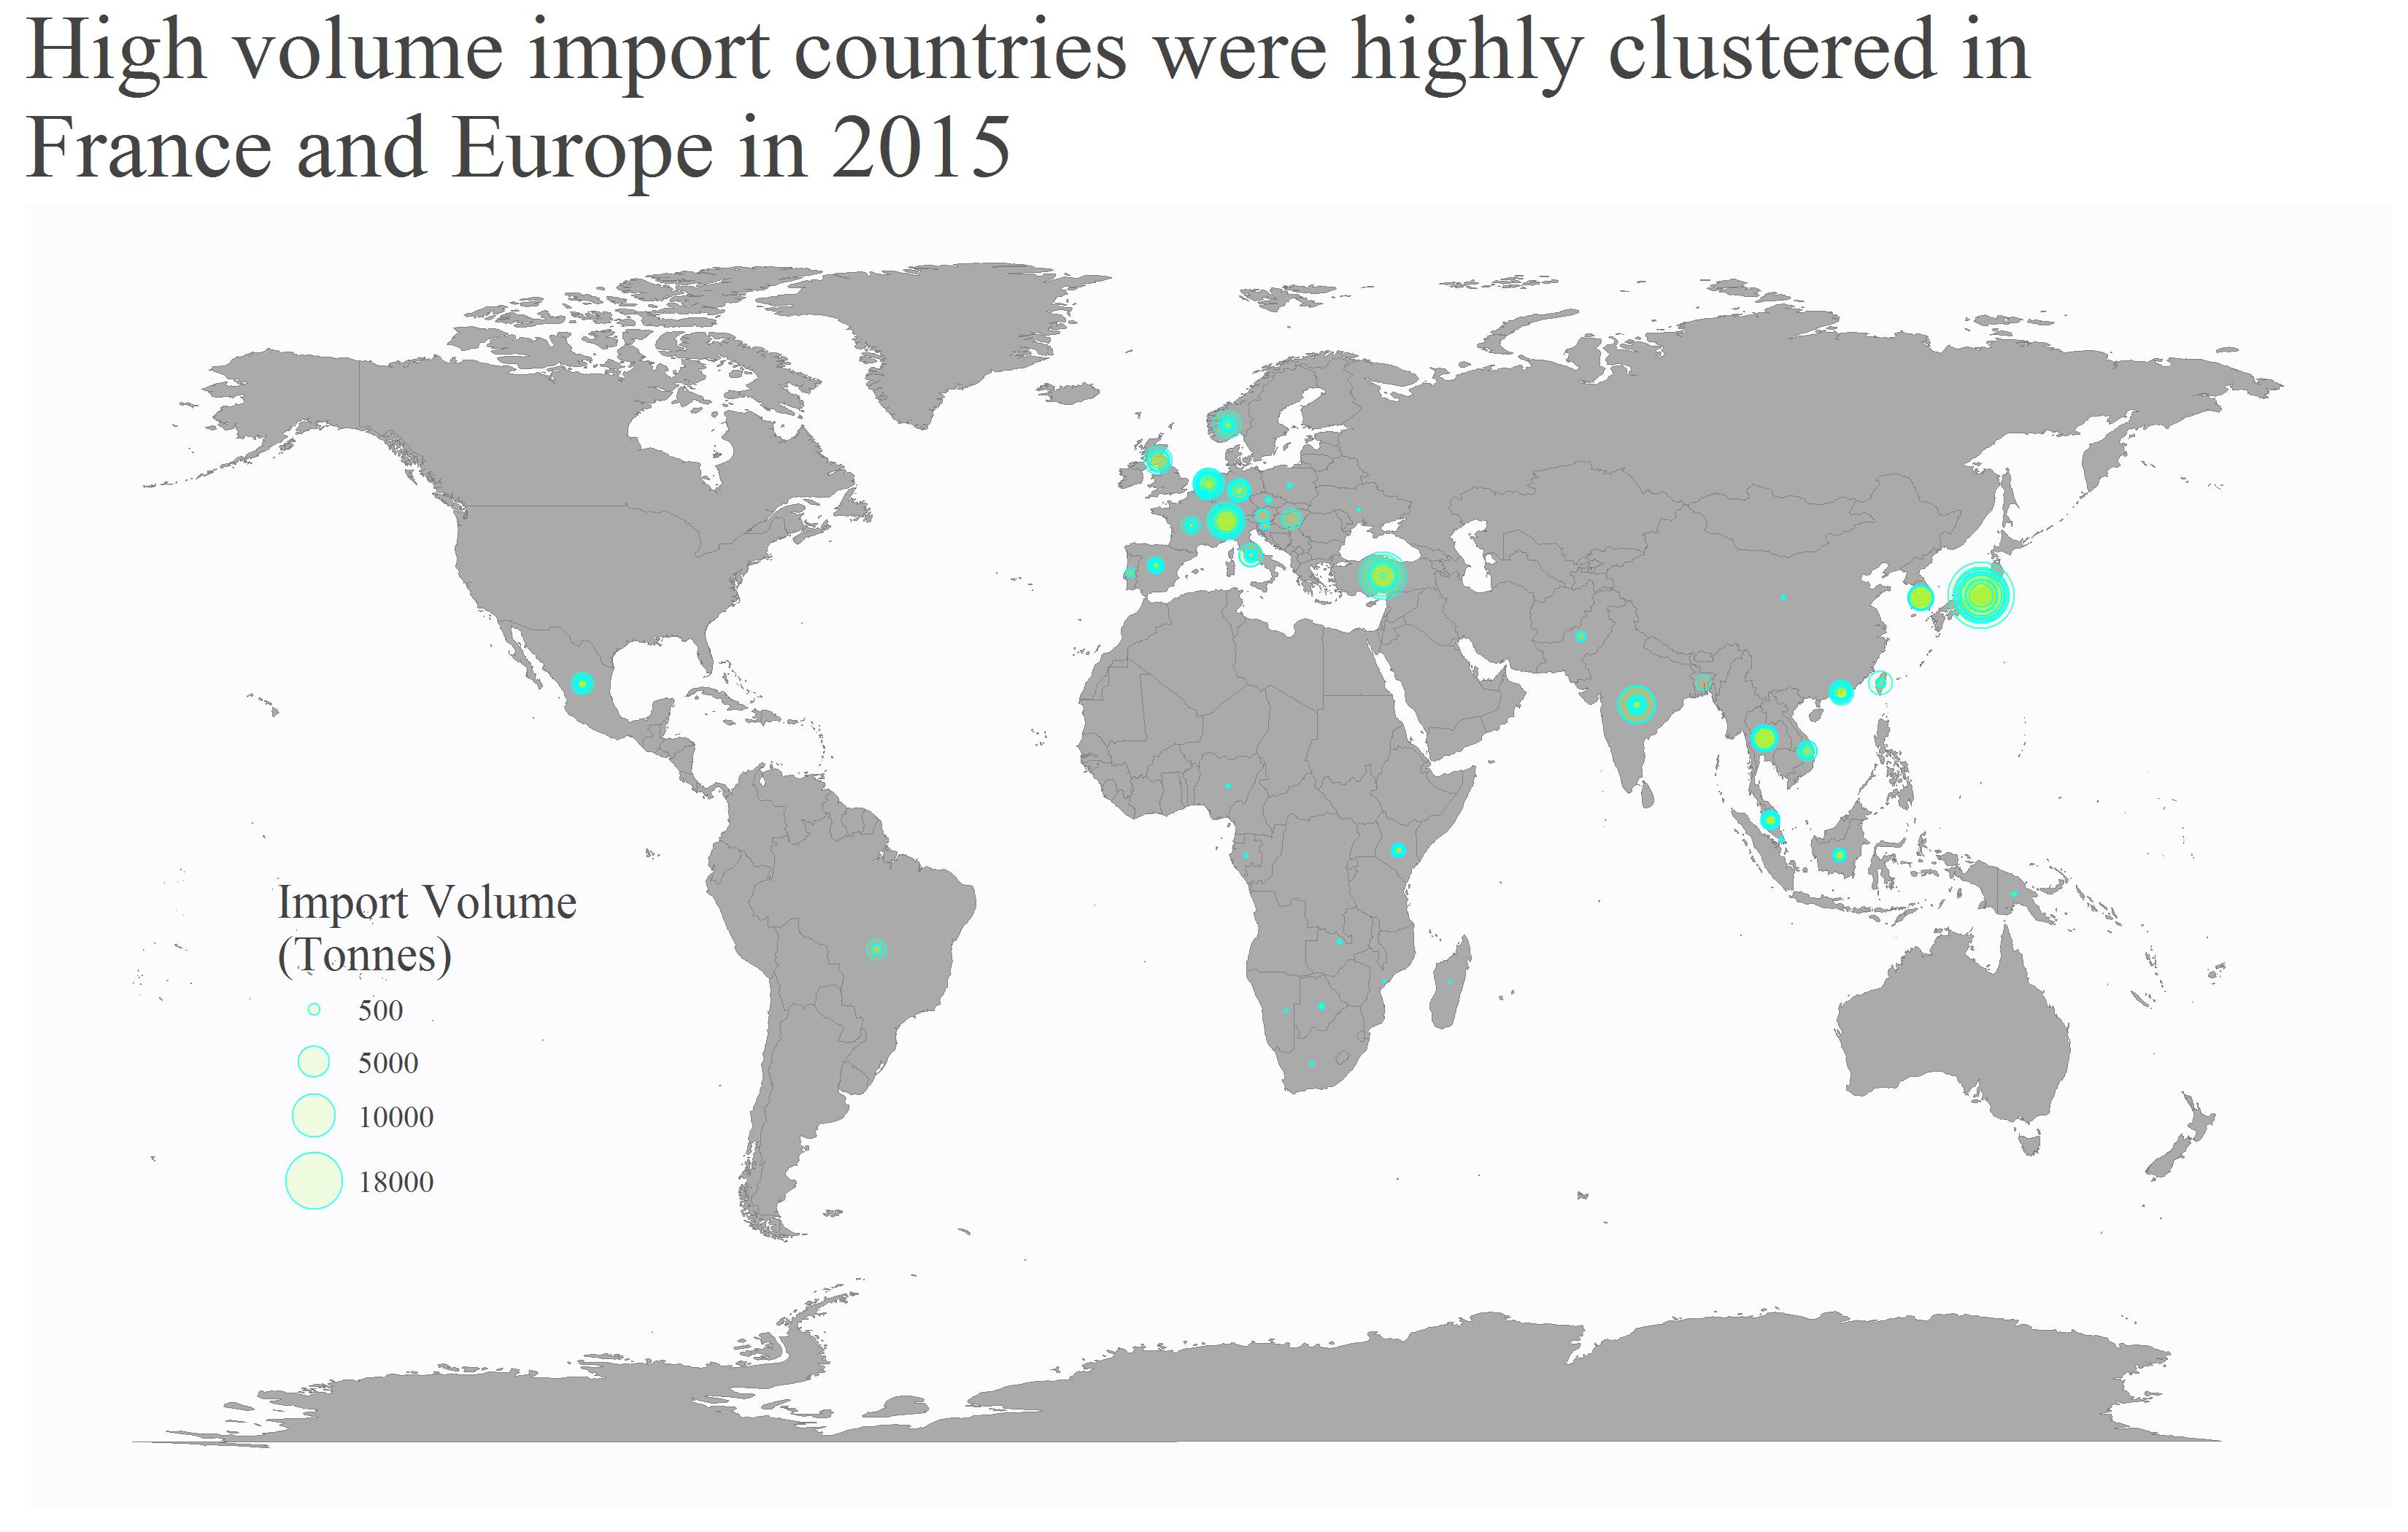 High volume import countries were highly clustered in
France and Europe in 2015
Import Volume
(Tonnes)
500
5000
10000
18000